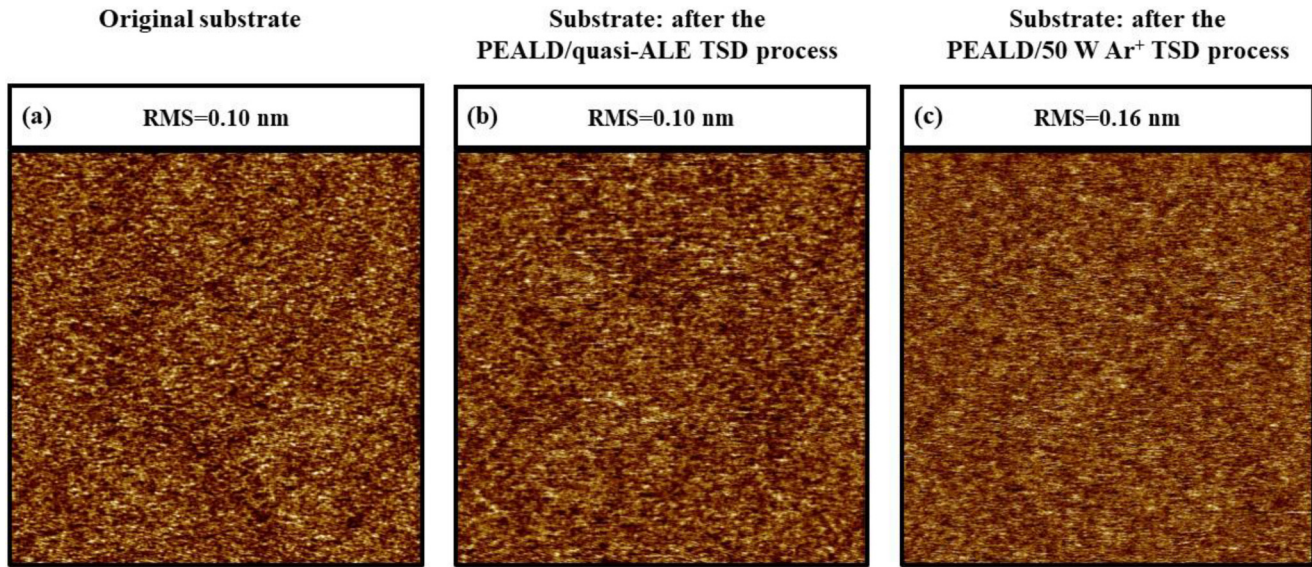 Original substrate
Substrate: after the
PEALD/quasi-ALE TSD process
Substrate: after the
PEALD/50 W Ar⁺ TSD process
(a) RMS=0.10 nm
(b) RMS=0.10 nm
(c) RMS=0.16 nm